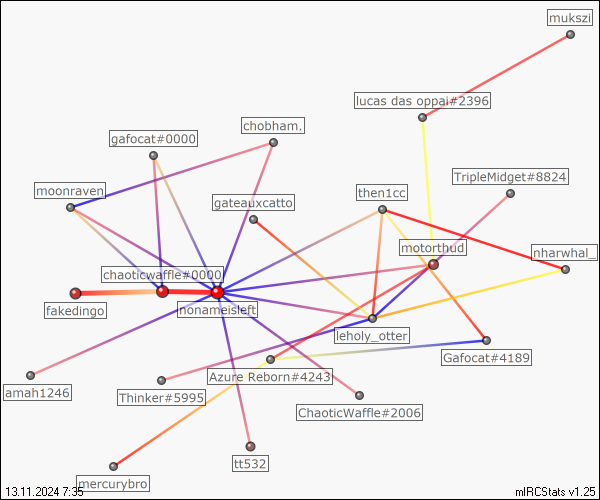 mukszi
lucas das oppai#2396
chobham.
gafocat#0000
TripleMidget#8824
moonraven
then1cc
gateauxcatto
motorthud
nharwhal_
chaoticwaffle#0000
fakedingo
nonameisleft
leholy_otter
Gafocat#4189
Azure Reborn#4243
amah1246
Thinker#5995
ChaoticWaffle#2006
tt532
mercurybro
13.11.2024 7:35
mIRCStats v1.25